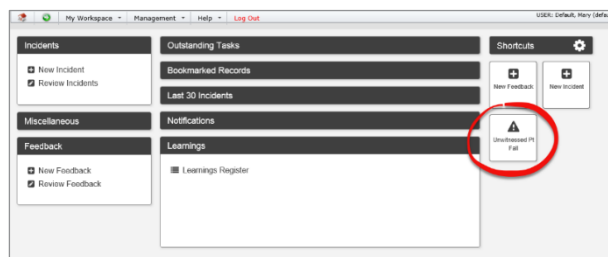 My Workspace
Management
Help
Log Out
USER: Default, Mary (defa
Incidents
New Incident
Review Incidents
Miscellaneous
Feedback
New Feedback
Review Feedback
Outstanding Tasks
Bookmarked Records
Last 30 Incidents
Notifications
Learnings
Learnings Register
Shortcuts
New Feedback
New Incident
Unwitnessed Pt
Fall